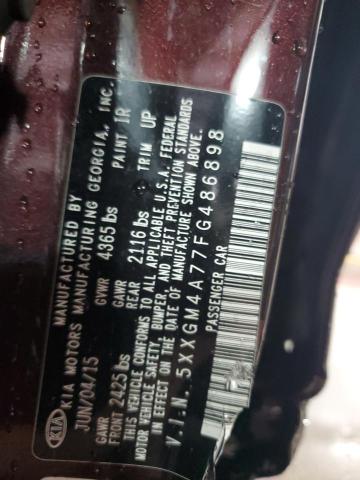 KIA
MANUFACTURED BY
KIA MOTORS MANUFACTURING GEORGIA, INC.
JUN/04/15 GVWR 4365 lbs PAINT IR
GAWR FRONT 2425 lbs GAWR REAR 2116 lbs TRIM UP
THIS VEHICLE CONFORMS TO ALL APPLICABLE U.S.A. FEDERAL
MOTOR VEHICLE SAFETY, BUMPER, AND THEFT PREVENTION STANDARDS
IN EFFECT ON THE DATE OF MANUFACTURE SHOWN ABOVE.
V.I.N. 5XXGM4A77FG486898
PASSENGER CAR